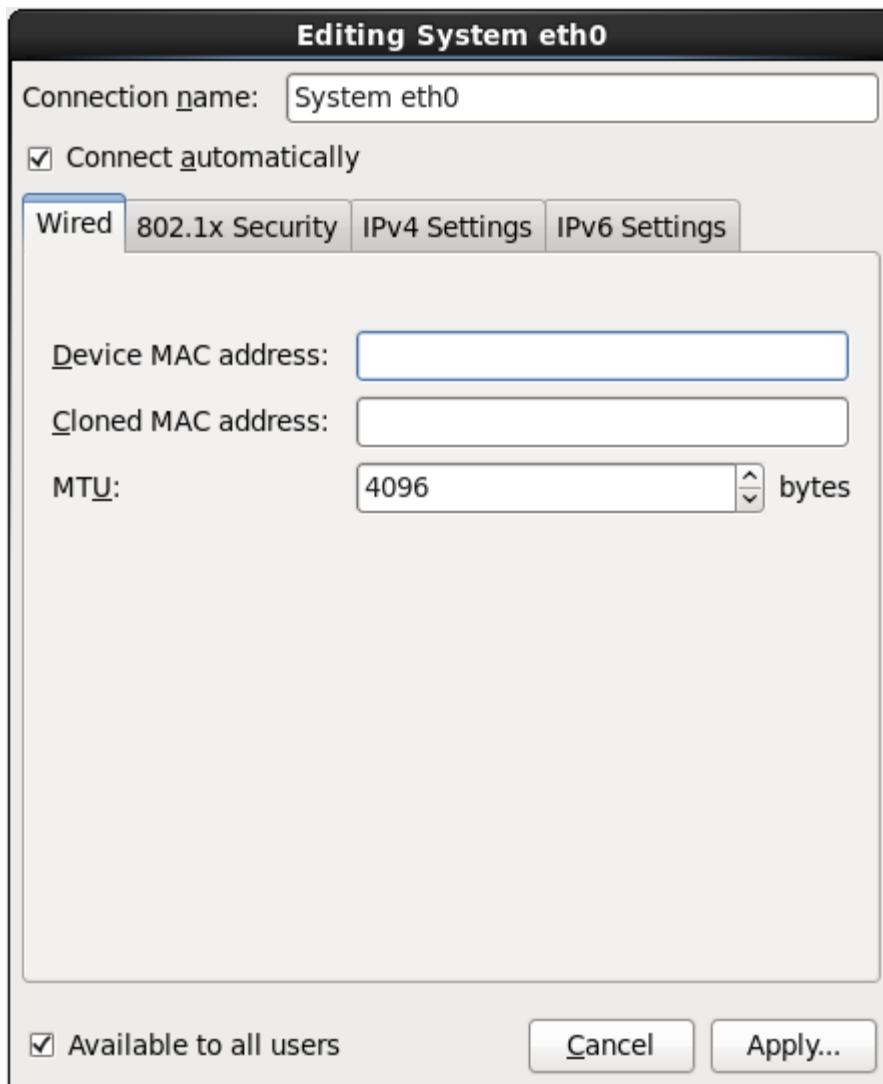 Editing System eth0
Connection name: System eth0
Connect automatically
Wired 802.1x Security IPv4 Settings IPv6 Settings
Device MAC address:
Cloned MAC address:
MTU: 4096 bytes
Available to all users Cancel Apply...